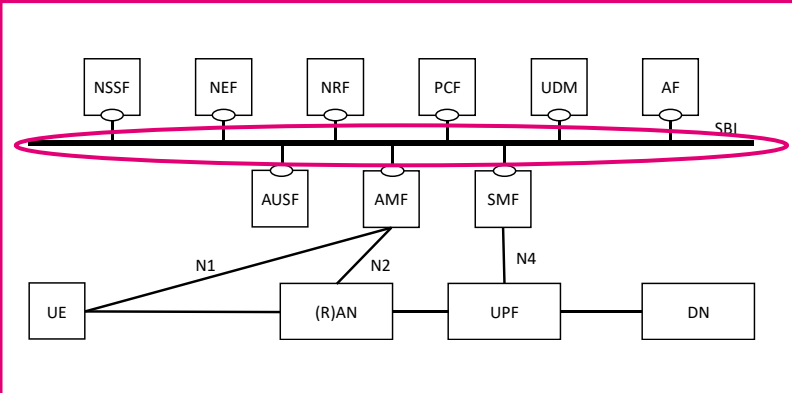 NSSF
NEF
NRF
PCF
UDM
AF
SBI
AUSF
AMF
SMF
N1
N2
N4
UE
(R)AN
UPF
DN